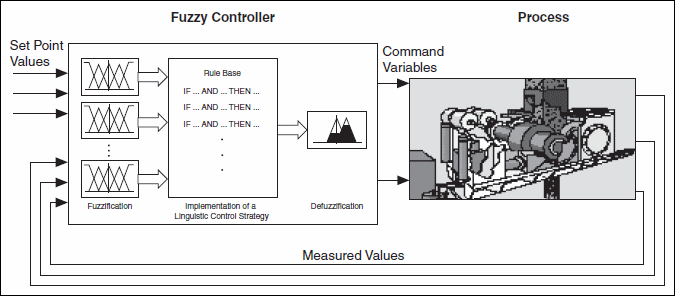 Fuzzy Controller
Process
Set Point
Values
Command
Variables
Rule Base
IF ... AND ... THEN ...
IF ... AND ... THEN ...
IF ... AND ... THEN ...
Fuzzification
Implementation of a
Linguistic Control Strategy
Defuzzification
Measured Values